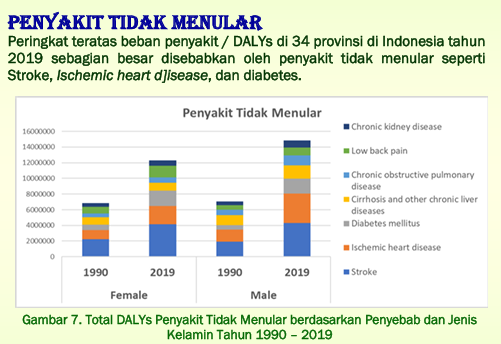 PENYAKIT TIDAK MENULAR
Peringkat teratas beban penyakit / DALYs di 34 provinsi di Indonesia tahun
2019 sebagian besar disebabkan oleh penyakit tidak menular seperti
Stroke, Ischemic heart d]isease, dan diabetes.
Penyakit Tidak Menular
16000000
14000000
12000000
10000000
8000000
6000000
4000000
2000000
0
1990
2019
1990
2019
Female
Male
Chronic kidney disease
Low back pain
Chronic obstructive pulmonary
disease
Cirrhosis and other chronic liver
diseases
Diabetes mellitus
Ischemic heart disease
Stroke
Gambar 7. Total DALYs Penyakit Tidak Menular berdasarkan Penyebab dan Jenis
Kelamin Tahun 1990 – 2019